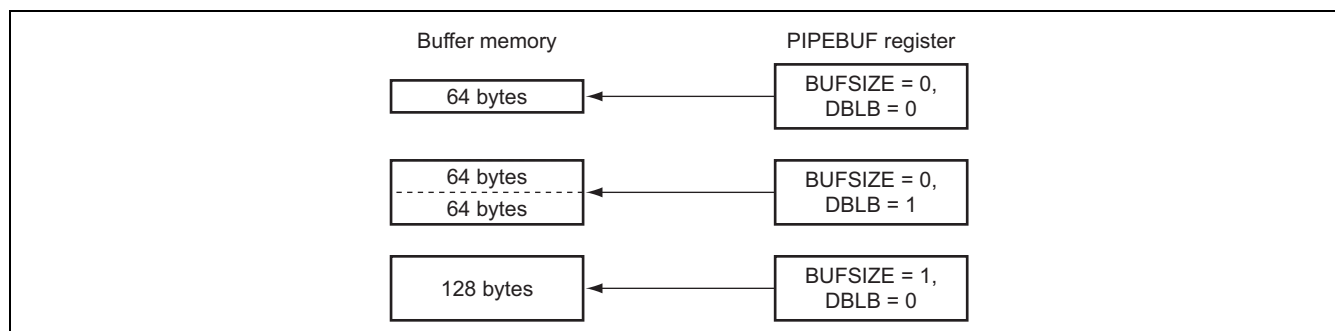 Buffer memory
PIPEBUF register
64 bytes
BUFSIZE = 0,
DBLB = 0
64 bytes
64 bytes
BUFSIZE = 0,
DBLB = 1
128 bytes
BUFSIZE = 1,
DBLB = 0